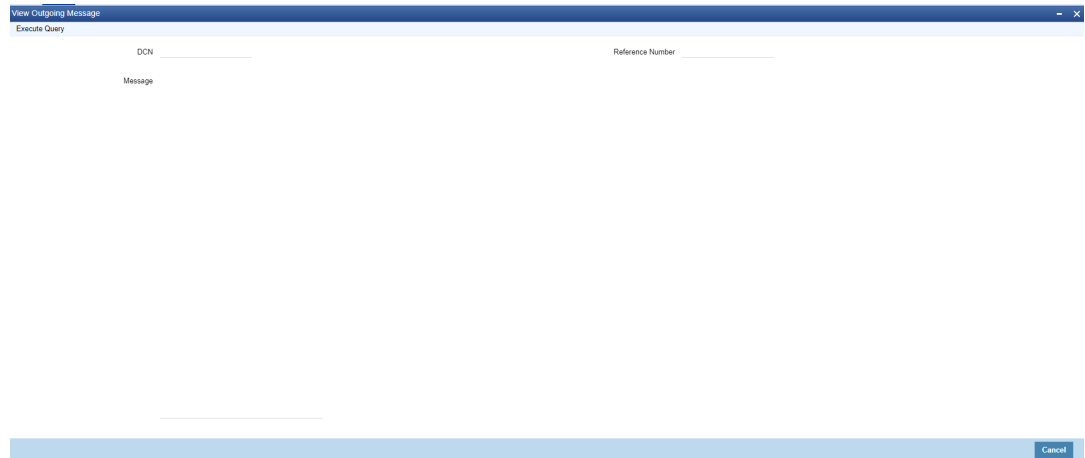 View Outgoing Message
Execute Query
DCN
Reference Number
Message
Cancel